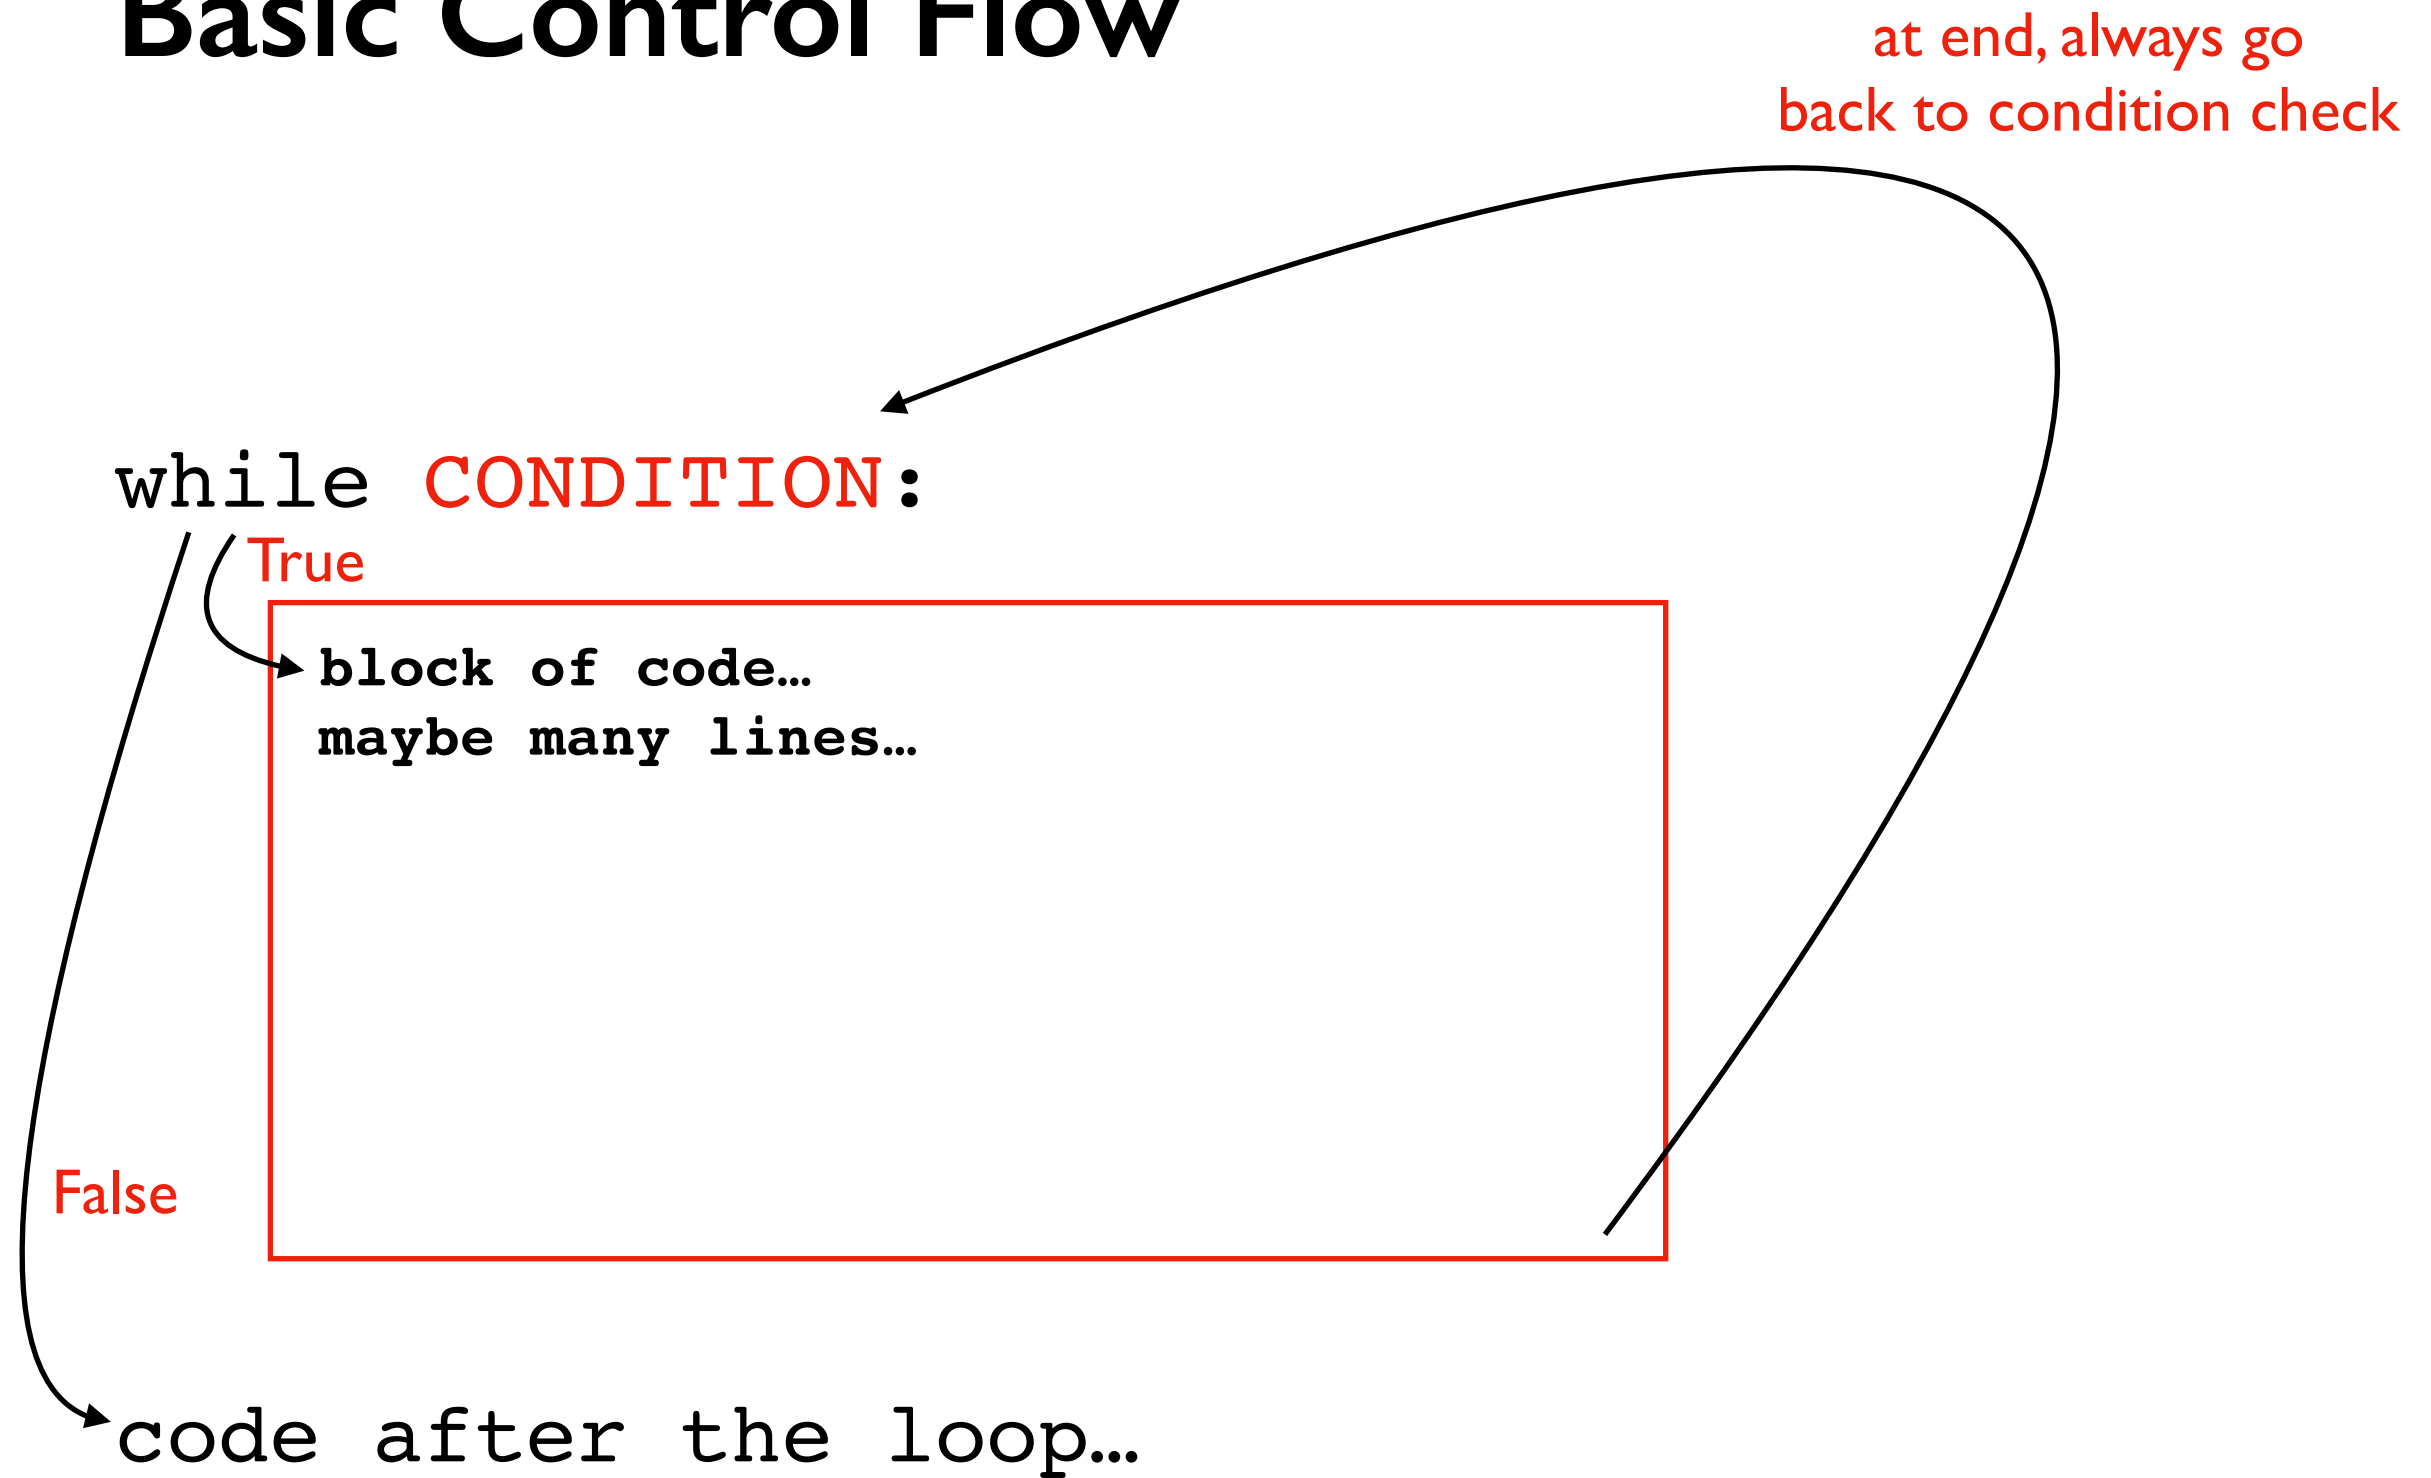 Basic Control Flow
at end, always go
back to condition check
while CONDITION:
True
block of code…
maybe many lines…
False
code after the loop…